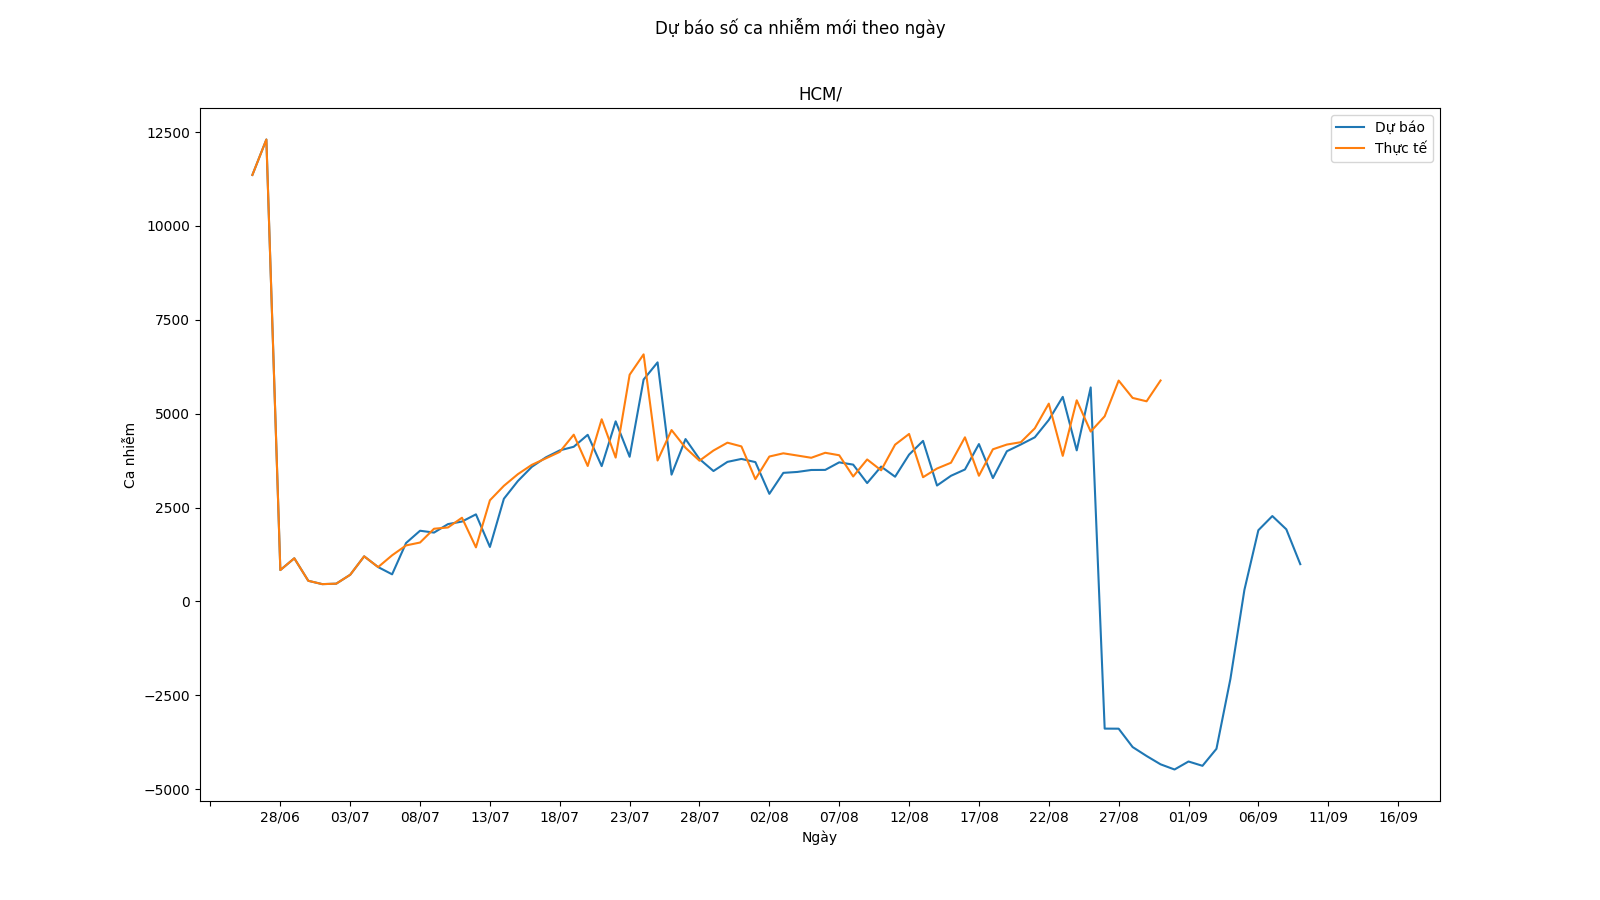 Dự báo số ca nhiễm mới theo ngày
HCM/
Dự báo
Thực tế
12500
10000
7500
5000
2500
0
−2500
−5000
Ca nhiễm
28/06 03/07 08/07 13/07 18/07 23/07 28/07 02/08 07/08 12/08 17/08 22/08 27/08 01/09 06/09 11/09 16/09
Ngày